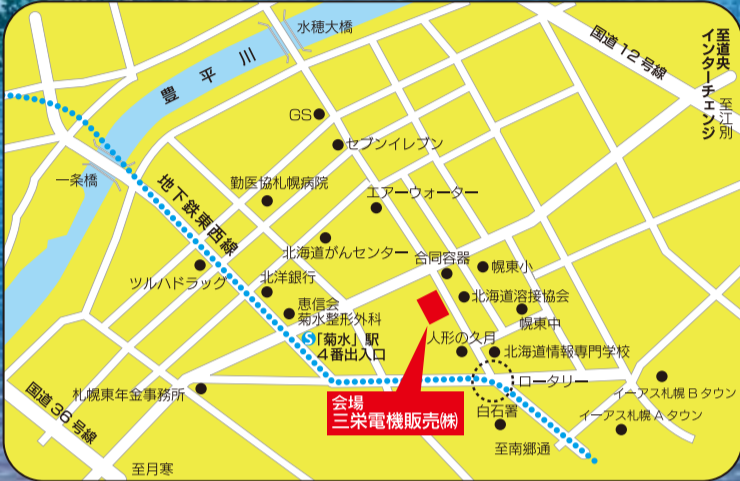 水穂大橋
国道12号線
至道央
インターチェンジ
至江別
豊平川
GS
セブンイレブン
一条橋
地下鉄東西線
勤医協札幌病院
エアーウォーター
北海道がんセンター
合同容器
幌東小
ツルハドラッグ
北洋銀行
北海道溶接協会
恵信会
菊水整形外科
幌東中
S「菊水」駅
4番出入口
人形の久月
北海道情報専門学校
ロータリー
札幌東年金事務所
イーアス札幌Bタウン
会場
三栄電機販売㈱
白石署
イーアス札幌Aタウン
国道36号線
至南郷通
至月寒